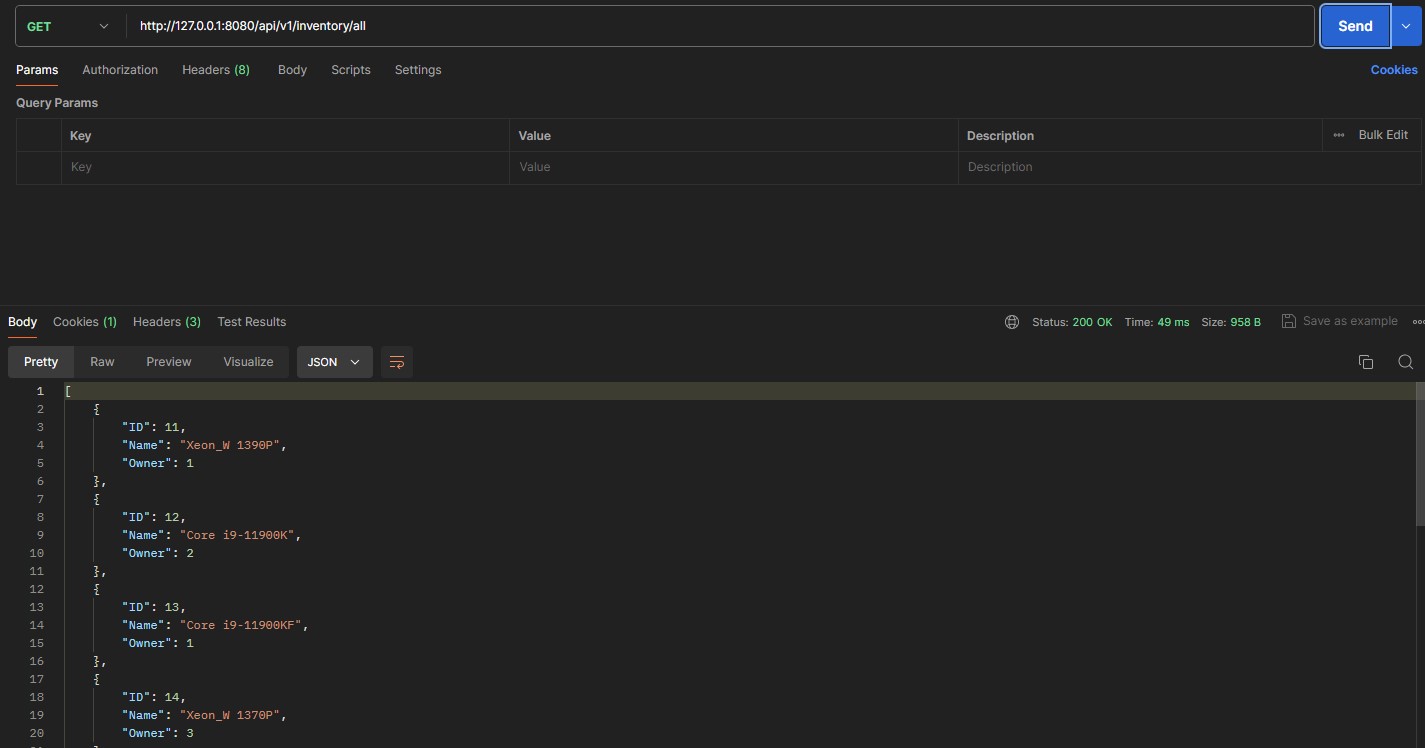 GET http://127.0.0.1:8080/api/v1/inventory/all Send
Params Authorization Headers (8) Body Scripts Settings Cookies
Query Params
Key Value Description Bulk Edit
Key Value Description
Body Cookies (1) Headers (3) Test Results Status: 200 OK Time: 49 ms Size: 958 B Save as example
Pretty Raw Preview Visualize JSON
1 [
2 {
3 "ID": 11,
4 "Name": "Xeon_W 1390P",
5 "Owner": 1
6 },
7 {
8 "ID": 12,
9 "Name": "Core i9-11900K",
10 "Owner": 2
11 },
12 {
13 "ID": 13,
14 "Name": "Core i9-11900KF",
15 "Owner": 1
16 },
17 {
18 "ID": 14,
19 "Name": "Xeon_W 1370P",
20 "Owner": 3